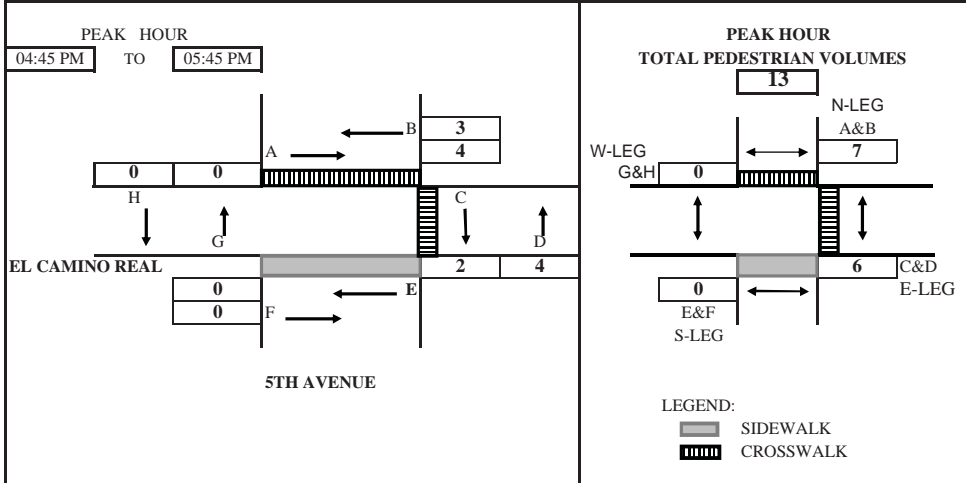 PEAK HOUR
04:45 PM TO 05:45 PM
B 3
A 4
0 0
H C
G D
EL CAMINO REAL 2 4
0 E
0 F
5TH AVENUE
PEAK HOUR
TOTAL PEDESTRIAN VOLUMES
13
N-LEG
A&B
W-LEG 7
G&H 0
6 C&D
0 E-LEG
E&F
S-LEG
LEGEND:
SIDEWALK
CROSSWALK